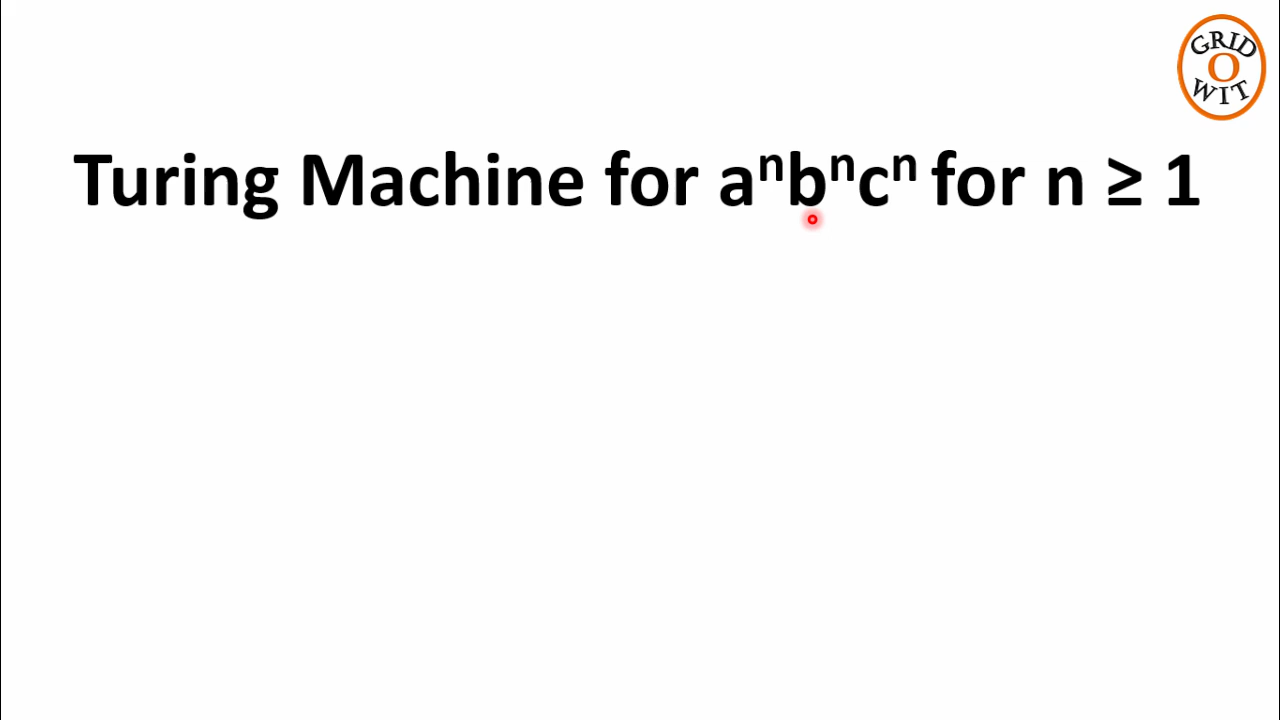 GRID
O
WIT
Turing Machine for aⁿbⁿcⁿ for n ≥ 1